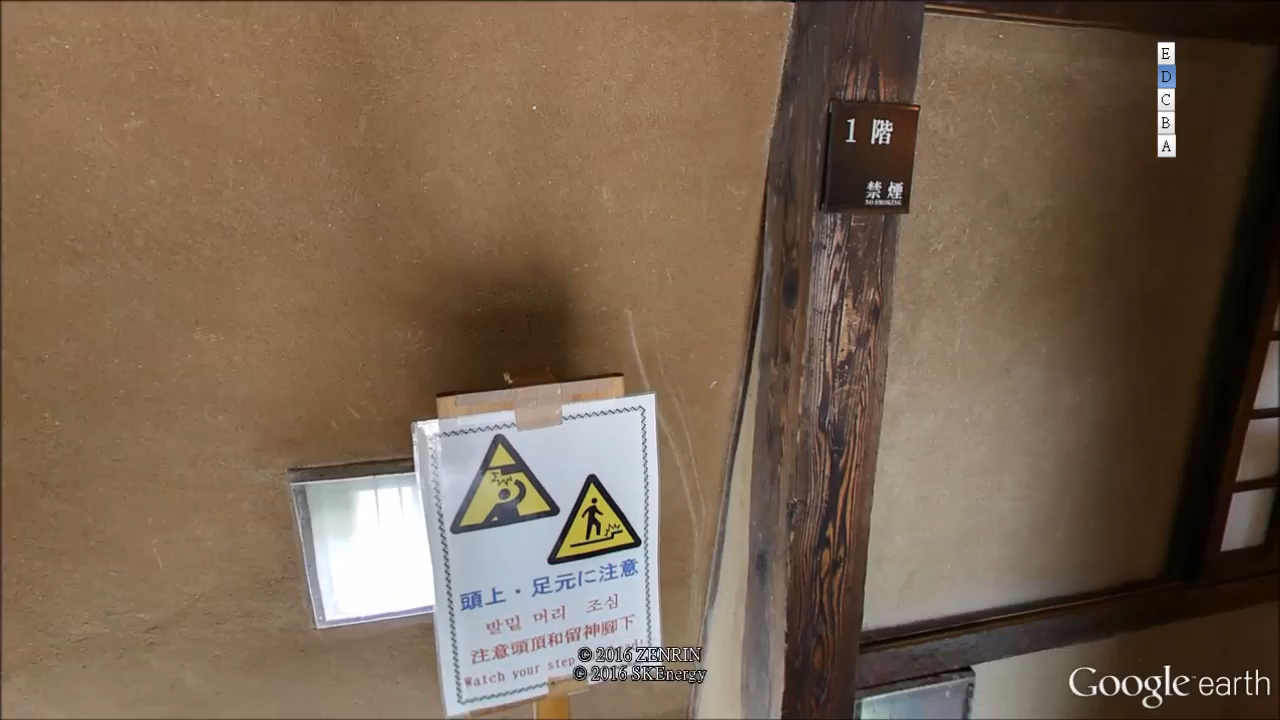 E
D
C
B
A
1 階
禁煙
NO SMOKING
頭上・足元に注意
발밑 머리 조심
注意頭頂和留神腳下
Watch your step
© 2016 ZENRIN
© 2016 SKEnergy
Google earth